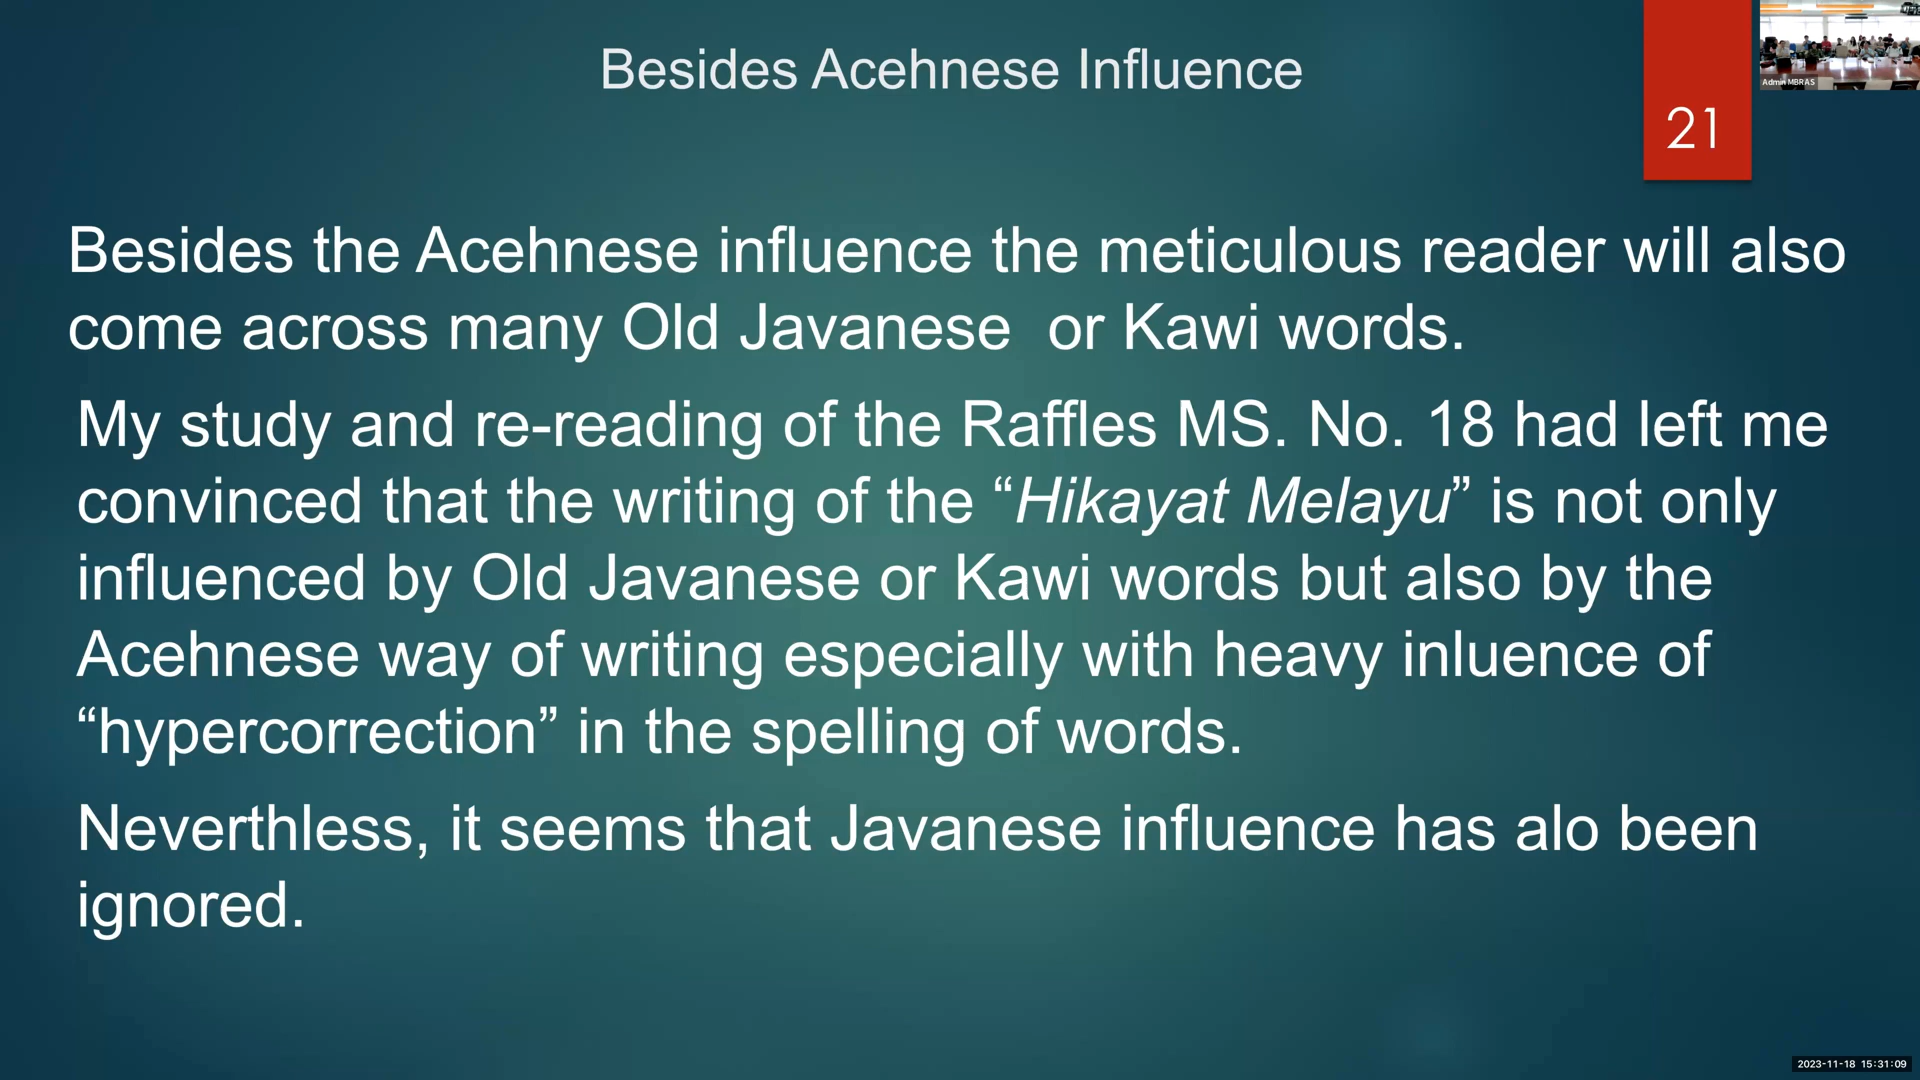 Besides Acehnese Influence
21
Admin MBRAS
Besides the Acehnese influence the meticulous reader will also
come across many Old Javanese  or Kawi words.
My study and re-reading of the Raffles MS. No. 18 had left me
convinced that the writing of the “Hikayat Melayu” is not only
influenced by Old Javanese or Kawi words but also by the
Acehnese way of writing especially with heavy inluence of
“hypercorrection” in the spelling of words.
Neverthless, it seems that Javanese influence has alo been
ignored.
2023-11-18 15:31:09